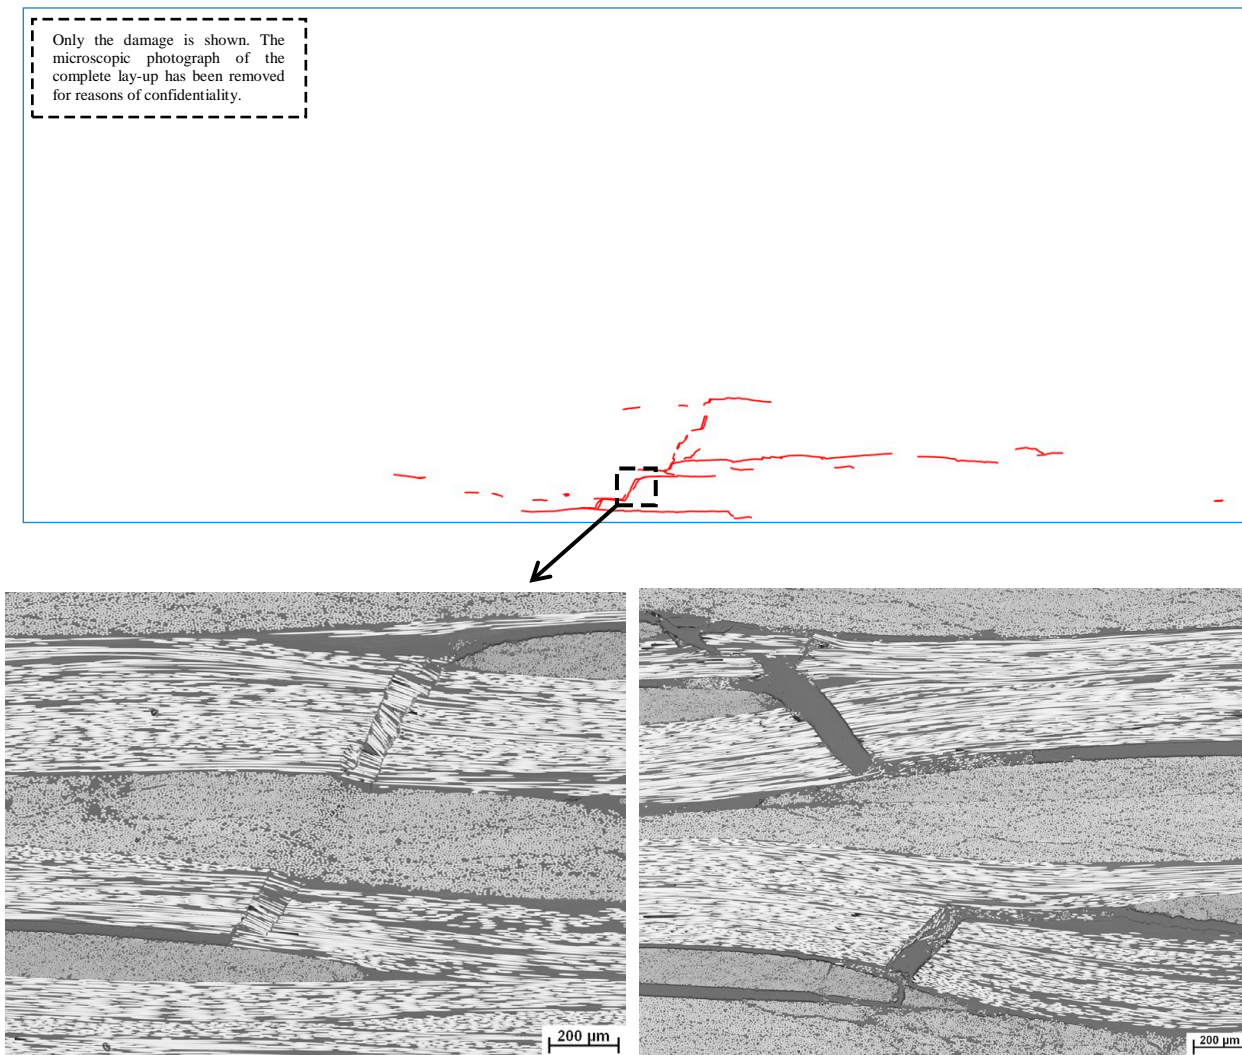 Only the damage is shown. The
microscopic photograph of the
complete lay-up has been removed
for reasons of confidentiality.
200 µm
200 µm